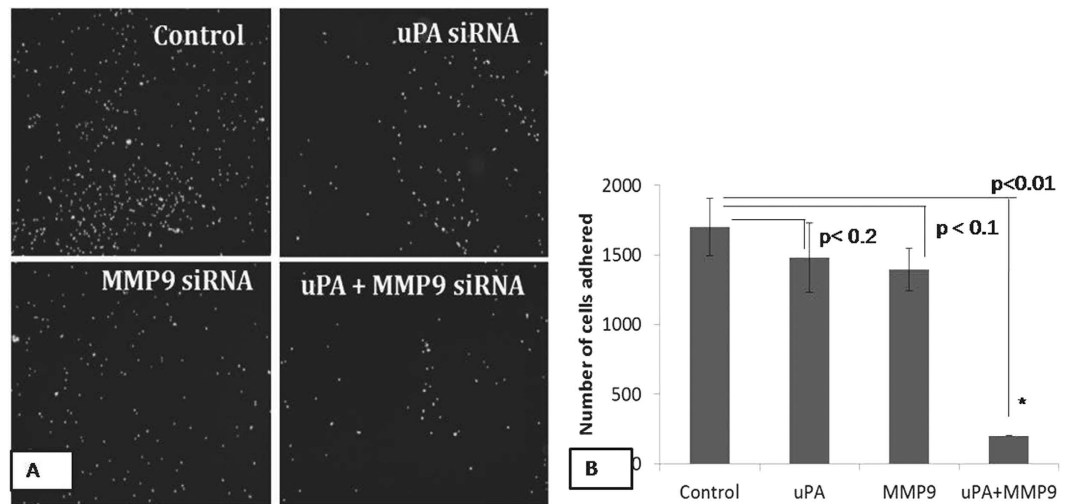 Control
uPA siRNA
MMP9 siRNA
uPA + MMP9 siRNA
A
Number of cells adhered
2000
1500
1000
500
0
p<0.01
p< 0.2
p < 0.1
*
Control
uPA
MMP9
uPA+MMP9
B